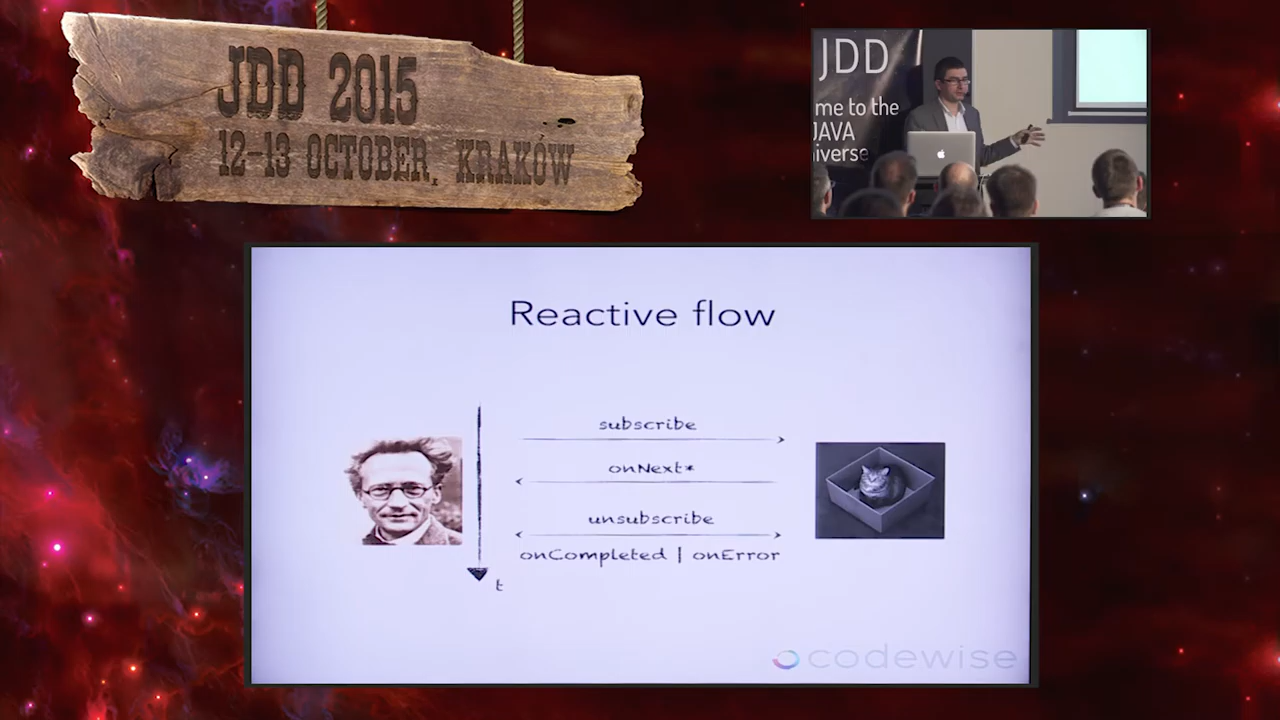 JDD 2015
12-13 OCTOBER, KRAKÓW
JDD
me to the
JAVA
iverse
Reactive flow
subscribe
onNext*
unsubscribe
onCompleted | onError
t
codewise